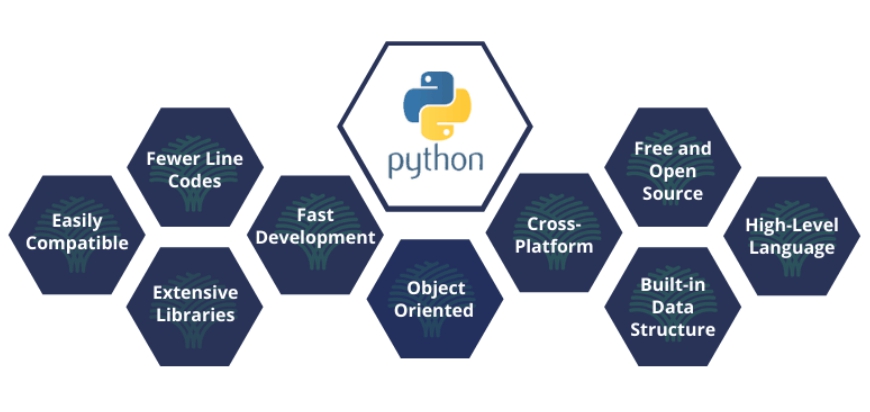 python
Easily
Compatible
Fewer Line
Codes
Extensive
Libraries
Fast
Development
Object
Oriented
Cross-
Platform
Free and
Open
Source
Built-in
Data
Structure
High-Level
Language